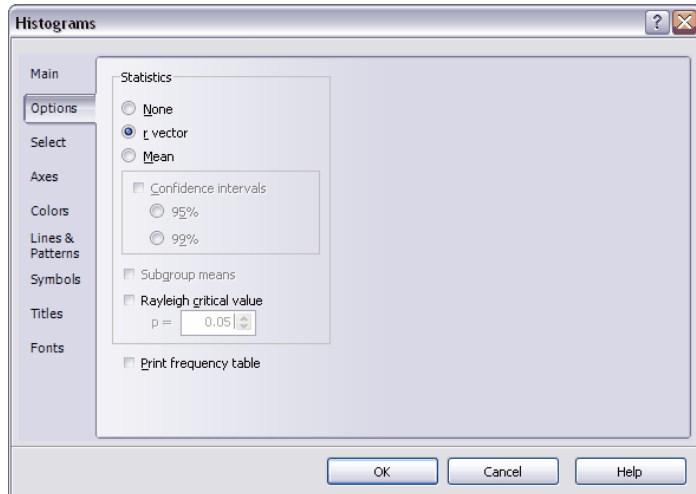 Histograms
?
Main
Options
Select
Axes
Colors
Lines &
Patterns
Symbols
Titles
Fonts
Statistics
None
r vector
Mean
Confidence intervals
95%
99%
Subgroup means
Rayleigh critical value
p = 0.05
Print frequency table
OK Cancel Help